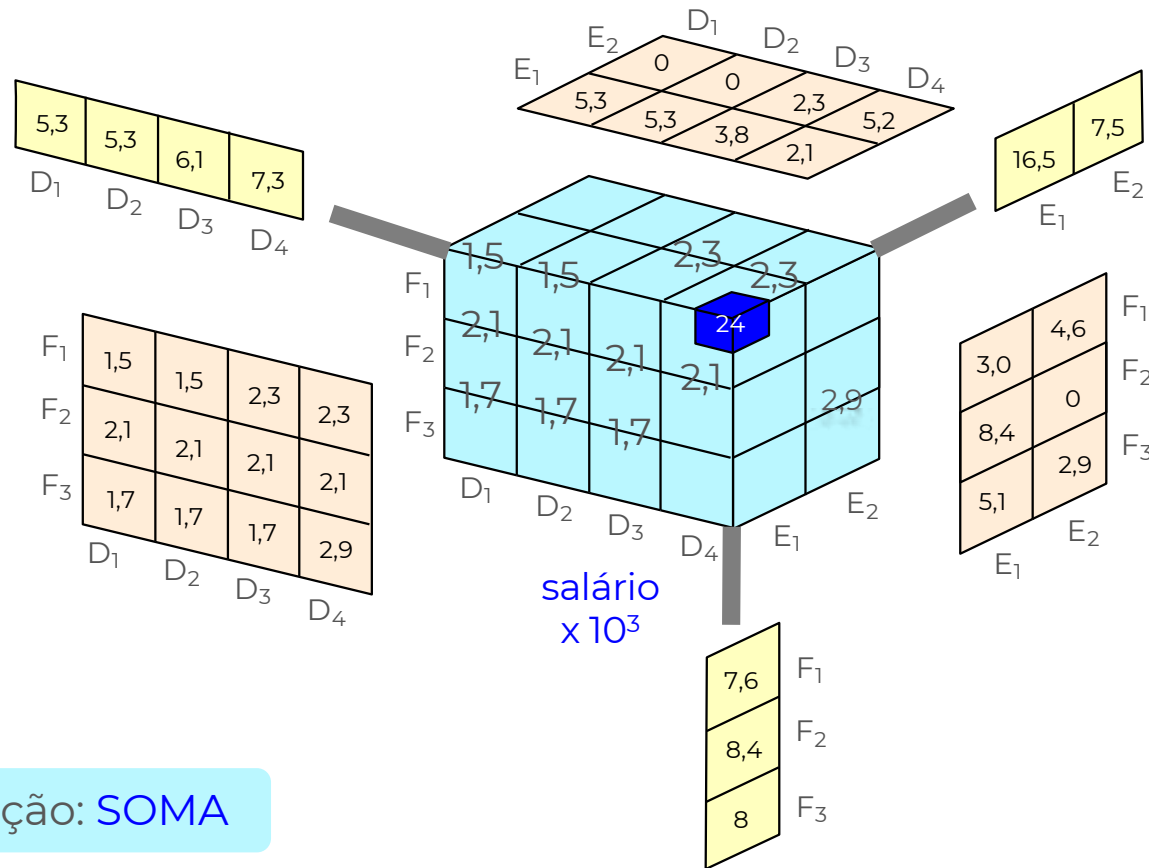 D₁
E₂ D₂
E₁ D₃
D₄
0
0
5,3 2,3
5,3 3,8 5,2
2,1
5,3
5,3
6,1
7,3
D₁
D₂
D₃
D₄
7,5
16,5
E₂
E₁
F₁
F₂
F₃
1,5
1,5
2,3
2,3
2,1
2,1
2,1
2,1
1,7
1,7
1,7
2,9
24
D₁
D₂
D₃
D₄
E₁
E₂
F₁
F₂
F₃
1,5
1,5
2,3
2,3
2,1
2,1
2,1
2,1
1,7
1,7
1,7
2,9
D₁
D₂
D₃
D₄
F₁
F₂
F₃
4,6
3,0
0
8,4
2,9
5,1
E₂
E₁
salário
x 10³
7,6 F₁
8,4 F₂
8 F₃
ção: SOMA